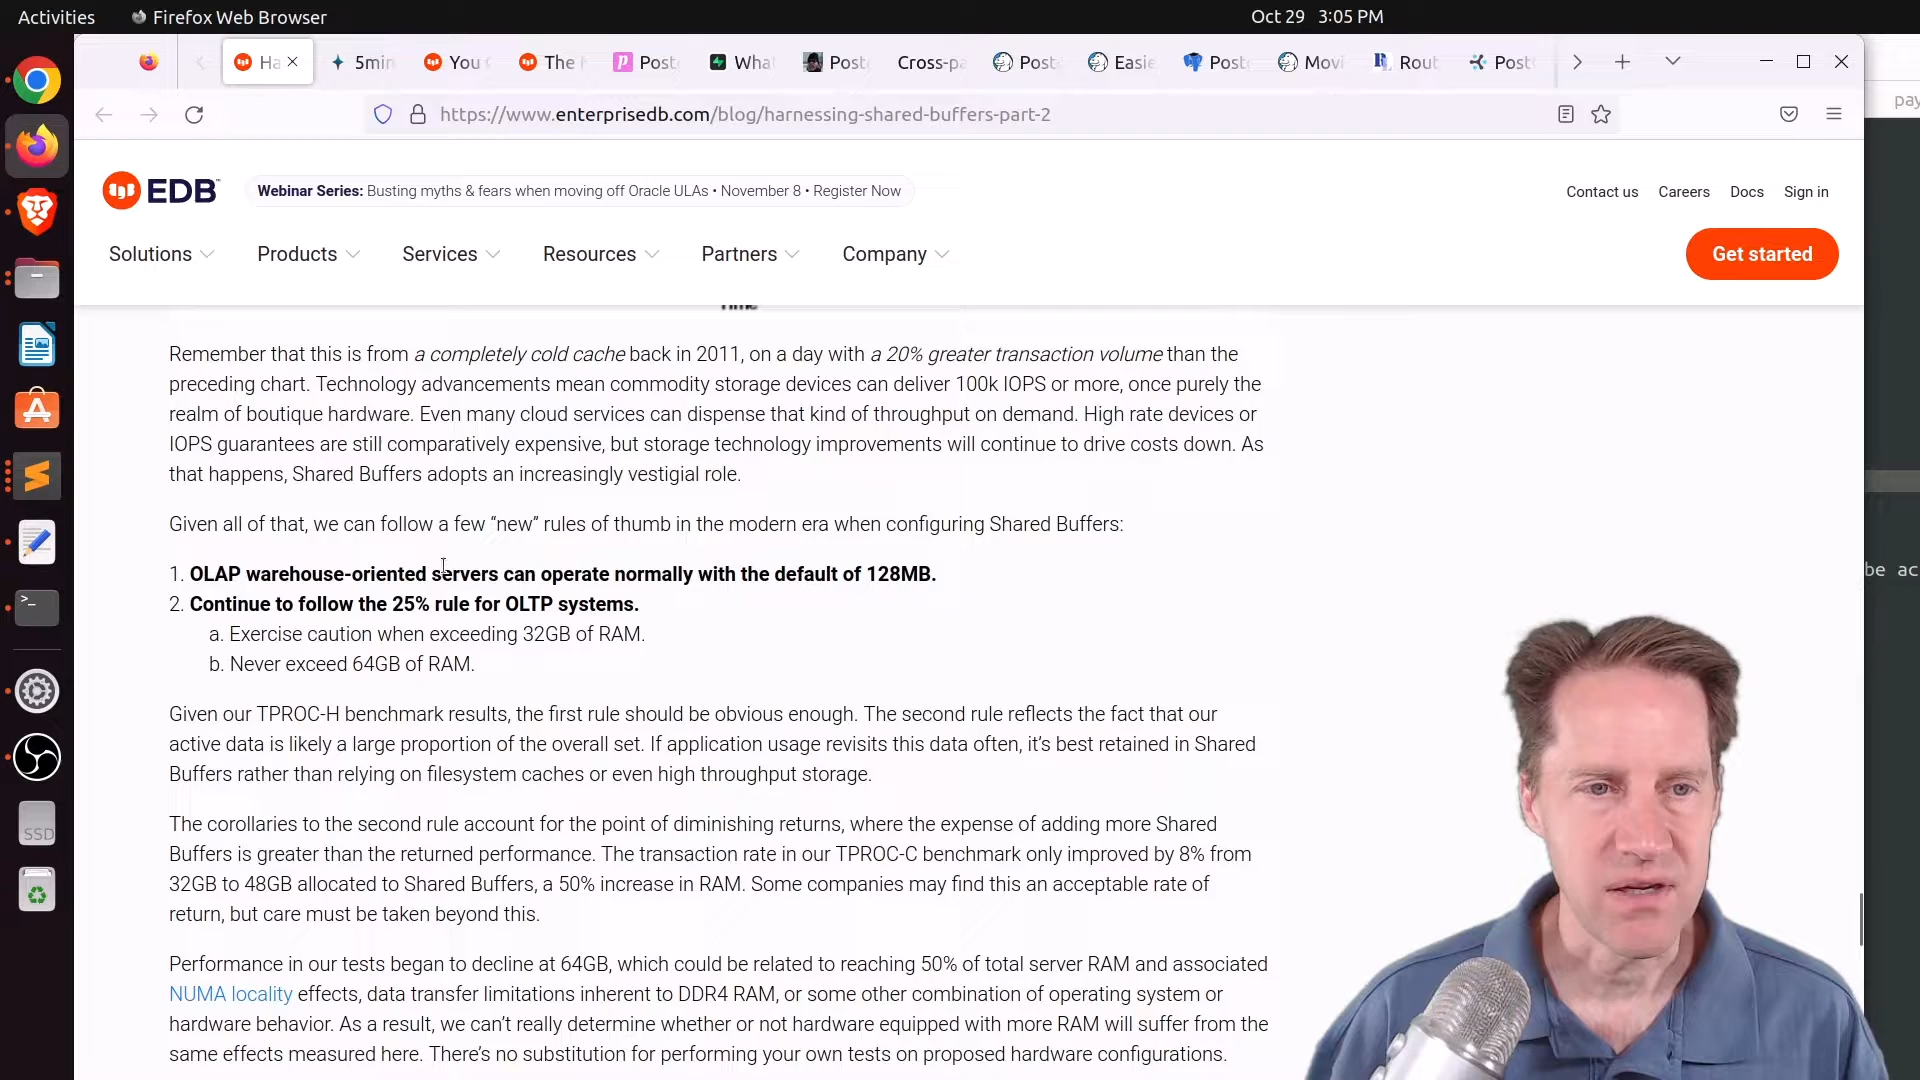 Activities
Firefox Web Browser
Oct 29 3:05 PM
Ha
5min
You
The
Post
What
Post
Cross-pa
Post
Easie
Post
Movi
Rout
Post
https://www.enterprisedb.com/blog/harnessing-shared-buffers-part-2
pay
EDB
Webinar Series: Busting myths & fears when moving off Oracle ULAs • November 8 • Register Now
Contact us
Careers
Docs
Sign in
Solutions
Products
Services
Resources
Partners
Company
Get started
Time
Remember that this is from a completely cold cache back in 2011, on a day with a 20% greater transaction volume than the
preceding chart. Technology advancements mean commodity storage devices can deliver 100k IOPS or more, once purely the
realm of boutique hardware. Even many cloud services can dispense that kind of throughput on demand. High rate devices or
IOPS guarantees are still comparatively expensive, but storage technology improvements will continue to drive costs down. As
that happens, Shared Buffers adopts an increasingly vestigial role.
Given all of that, we can follow a few “new” rules of thumb in the modern era when configuring Shared Buffers:
1. OLAP warehouse-oriented servers can operate normally with the default of 128MB.
2. Continue to follow the 25% rule for OLTP systems.
a. Exercise caution when exceeding 32GB of RAM.
b. Never exceed 64GB of RAM.
be ac
Given our TPROC-H benchmark results, the first rule should be obvious enough. The second rule reflects the fact that our
active data is likely a large proportion of the overall set. If application usage revisits this data often, it’s best retained in Shared
Buffers rather than relying on filesystem caches or even high throughput storage.
The corollaries to the second rule account for the point of diminishing returns, where the expense of adding more Shared
Buffers is greater than the returned performance. The transaction rate in our TPROC-C benchmark only improved by 8% from
32GB to 48GB allocated to Shared Buffers, a 50% increase in RAM. Some companies may find this an acceptable rate of
return, but care must be taken beyond this.
Performance in our tests began to decline at 64GB, which could be related to reaching 50% of total server RAM and associated
NUMA locality effects, data transfer limitations inherent to DDR4 RAM, or some other combination of operating system or
hardware behavior. As a result, we can’t really determine whether or not hardware equipped with more RAM will suffer from the
same effects measured here. There’s no substitution for performing your own tests on proposed hardware configurations.
SSD